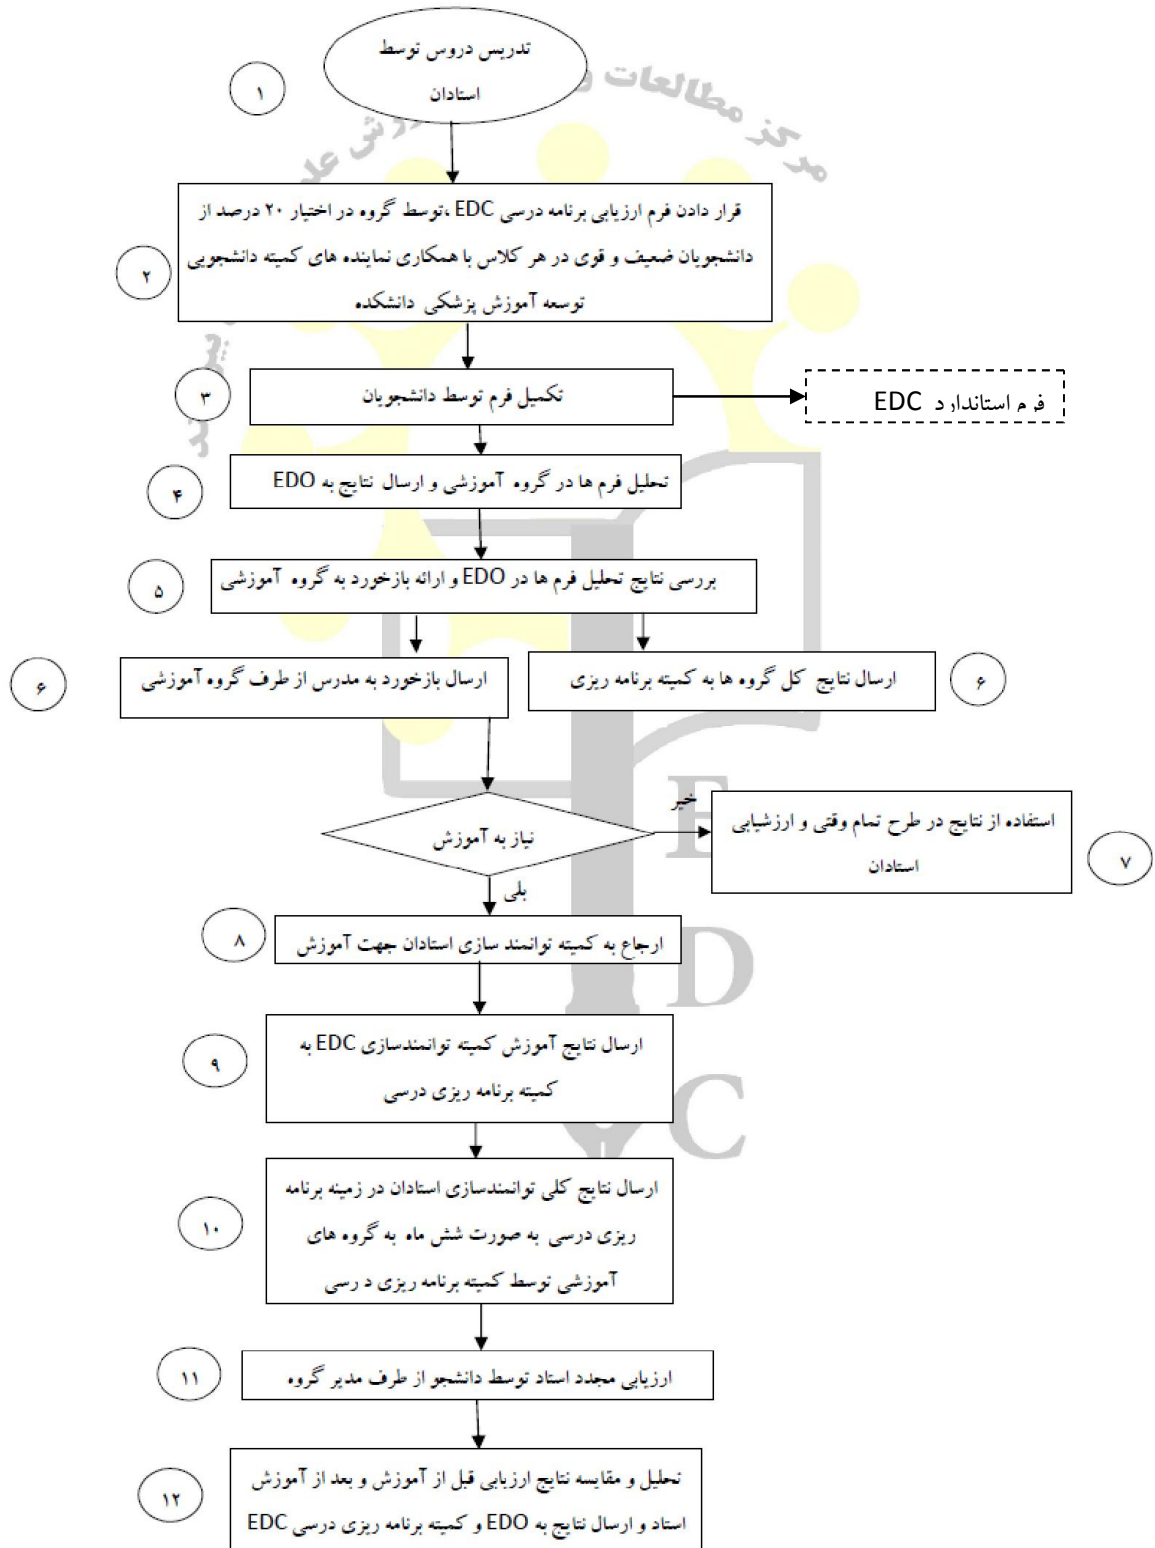 تدریس دروس توسط
استادان
۱
مرکز مطالعات و
قرار دادن فرم ارزیابی برنامه درسی EDC ،توسط گروه در اختیار ۲۰ درصد از
دانشجویان ضعیف و قوی در هر کلاس با همکاری نماینده های کمیته دانشجویی
توسعه آموزش پزشکی دانشکده
۲
تکمیل فرم توسط دانشجویان
۳
فرم استاندارد EDC
تحلیل فرم ها در گروه آموزشی و ارسال نتایج به EDO
۴
بررسی نتایج تحلیل فرم ها در EDO و ارائه بازخورد به گروه آموزشی
۵
ارسال نتایج کل گروه ها به کمیته برنامه ریزی
۶
ارسال بازخورد به مدرس از طرف گروه آموزشی
۶
نیاز به آموزش
خیر
استفاده از نتایج در طرح تمام وقتی و ارزشیابی
استادان
۷
بلی
ارجاع به کمیته توانمند سازی استادان جهت آموزش
۸
ارسال نتایج آموزش کمیته توانمندسازی EDC به
کمیته برنامه ریزی درسی
۹
ارسال نتایج کلی توانمندسازی استادان در زمینه برنامه
ریزی درسی به صورت شش ماه به گروه های
آموزشی توسط کمیته برنامه ریزی د رسی
۱۰
ارزیابی مجدد استاد توسط دانشجو از طرف مدیر گروه
۱۱
تحلیل و مقایسه نتایج ارزیابی قبل از آموزش و بعد از آموزش
استاد و ارسال نتایج به EDO و کمیته برنامه ریزی درسی EDC
۱۲
E
D
C